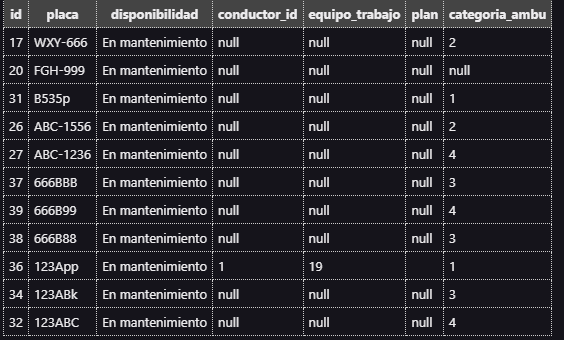 id placa disponibilidad conductor_id equipo_trabajo plan categoria_ambu
17 WXY-666 En mantenimiento null null null 2
20 FGH-999 En mantenimiento null null null null
31 B535p En mantenimiento null null null 1
26 ABC-1556 En mantenimiento null null null 2
27 ABC-1236 En mantenimiento null null null 4
37 666BBB En mantenimiento null null null 3
39 666B99 En mantenimiento null null null 4
38 666B88 En mantenimiento null null null 3
36 123App En mantenimiento 1 19 1
34 123ABk En mantenimiento null null null 3
32 123ABC En mantenimiento null null null 4